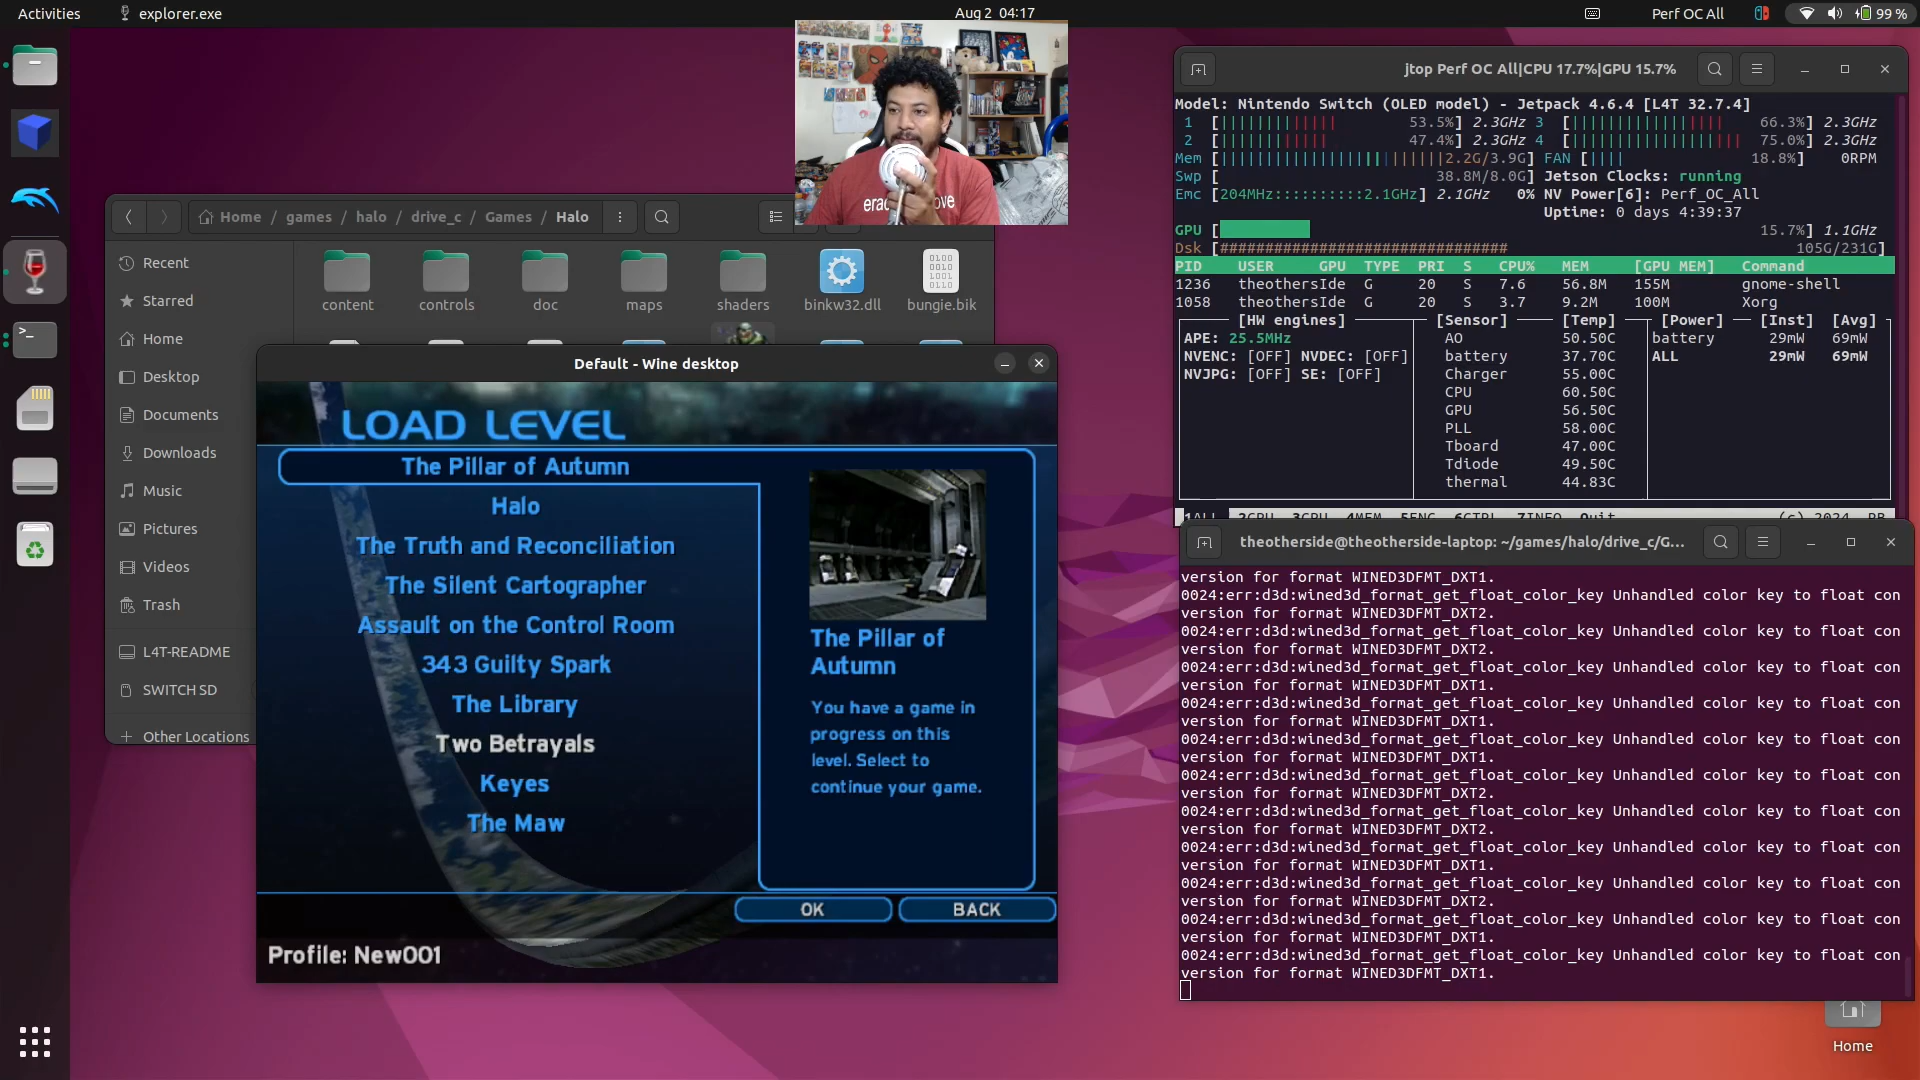 Activities
explorer.exe
Aug 2 04:17
Perf OC All
99 %
Home / games / halo / drive_c / Games / Halo
Recent
Starred
Home
Desktop
Documents
Downloads
Music
Pictures
Videos
Trash
L4T-README
SWITCH SD
Other Locations
content
controls
doc
maps
shaders
binkw32.dll
bungie.bik
Default - Wine desktop
LOAD LEVEL
The Pillar of Autumn
Halo
The Truth and Reconciliation
The Silent Cartographer
Assault on the Control Room
343 Guilty Spark
The Library
Two Betrayals
Keyes
The Maw
The Pillar of
Autumn
You have a game in
progress on this
level. Select to
continue your game.
OK
BACK
Profile: New001
jtop Perf OC All|CPU 17.7%|GPU 15.7%
Model: Nintendo Switch (OLED model) - Jetpack 4.6.4 [L4T 32.7.4]
1 [ 53.5%] 2.3GHz 3 [ 66.3%] 2.3GHz
2 [ 47.4%] 2.3GHz 4 [ 75.0%] 2.3GHz
Mem [ 2.2G/3.9G] FAN [ 18.8%] 0RPM
Swp [ 38.8M/8.0G] Jetson Clocks: running
Emc [204MHz::::::::::2.1GHz] 2.1GHz 0% NV Power[6]: Perf_OC_All
Uptime: 0 days 4:39:37
GPU [ 15.7%] 1.1GHz
Dsk [################################ 105G/231G]
PID USER GPU TYPE PRI S CPU% MEM [GPU MEM] Command
1236 theothersIde G 20 S 7.6 56.8M 155M gnome-shell
1058 theothersIde G 20 S 3.7 9.2M 100M Xorg
[HW engines] [Sensor] [Temp] [Power] [Inst] [Avg]
APE: 25.5MHz AO 50.50C battery 29mW 69mW
NVENC: [OFF] NVDEC: [OFF] battery 37.70C ALL 29mW 69mW
NVJPG: [OFF] SE: [OFF] Charger 55.00C
CPU 60.50C
GPU 56.50C
PLL 58.00C
Tboard 47.00C
Tdiode 49.50C
thermal 44.83C
1ALL 2GPU 3CPU 4MEM 5ENG 6CTRL 7INFO Quit (c) 2024, RB
theotherside@theotherside-laptop: ~/games/halo/drive_c/G...
version for format WINED3DFMT_DXT1.
0024:err:d3d:wined3d_format_get_float_color_key Unhandled color key to float con
version for format WINED3DFMT_DXT2.
0024:err:d3d:wined3d_format_get_float_color_key Unhandled color key to float con
version for format WINED3DFMT_DXT2.
0024:err:d3d:wined3d_format_get_float_color_key Unhandled color key to float con
version for format WINED3DFMT_DXT1.
0024:err:d3d:wined3d_format_get_float_color_key Unhandled color key to float con
version for format WINED3DFMT_DXT1.
0024:err:d3d:wined3d_format_get_float_color_key Unhandled color key to float con
version for format WINED3DFMT_DXT1.
0024:err:d3d:wined3d_format_get_float_color_key Unhandled color key to float con
version for format WINED3DFMT_DXT2.
0024:err:d3d:wined3d_format_get_float_color_key Unhandled color key to float con
version for format WINED3DFMT_DXT2.
0024:err:d3d:wined3d_format_get_float_color_key Unhandled color key to float con
version for format WINED3DFMT_DXT1.
0024:err:d3d:wined3d_format_get_float_color_key Unhandled color key to float con
version for format WINED3DFMT_DXT2.
0024:err:d3d:wined3d_format_get_float_color_key Unhandled color key to float con
version for format WINED3DFMT_DXT1.
0024:err:d3d:wined3d_format_get_float_color_key Unhandled color key to float con
version for format WINED3DFMT_DXT1.
Home